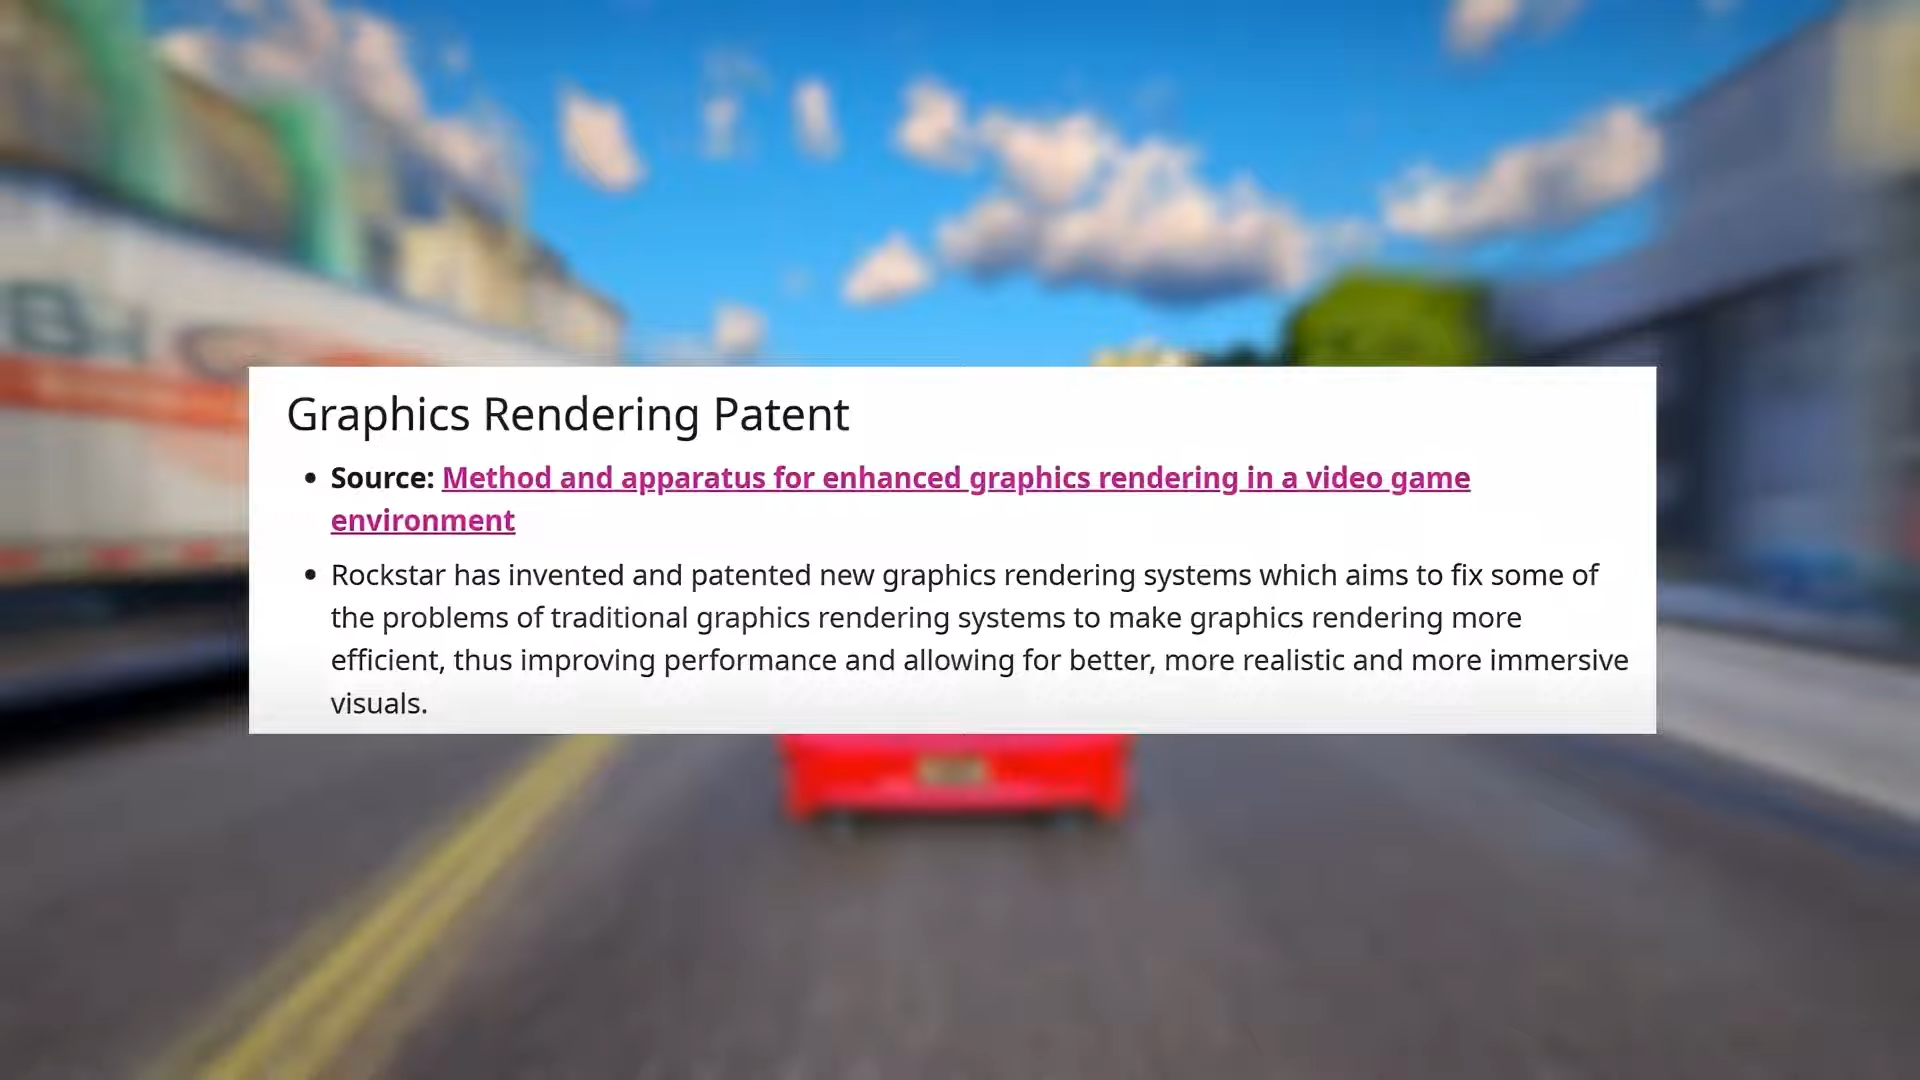 Graphics Rendering Patent
• Source: Method and apparatus for enhanced graphics rendering in a video game
environment
• Rockstar has invented and patented new graphics rendering systems which aims to fix some of
the problems of traditional graphics rendering systems to make graphics rendering more
efficient, thus improving performance and allowing for better, more realistic and more immersive
visuals.